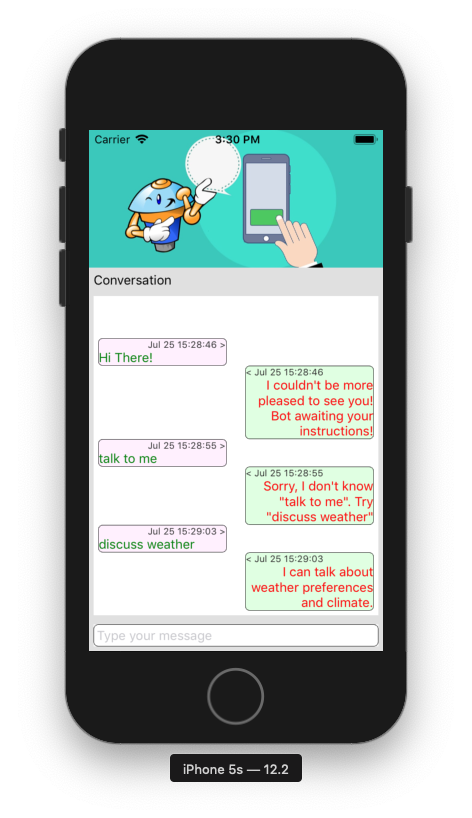 Carrier 3:30 PM
Conversation
Jul 25 15:28:46 >
Hi There!
< Jul 25 15:28:46
I couldn't be more
pleased to see you!
Bot awaiting your
instructions!
Jul 25 15:28:55 >
talk to me
< Jul 25 15:28:55
Sorry, I don't know
"talk to me". Try
"discuss weather"
Jul 25 15:29:03 >
discuss weather
< Jul 25 15:29:03
I can talk about
weather preferences
and climate.
Type your message
iPhone 5s — 12.2